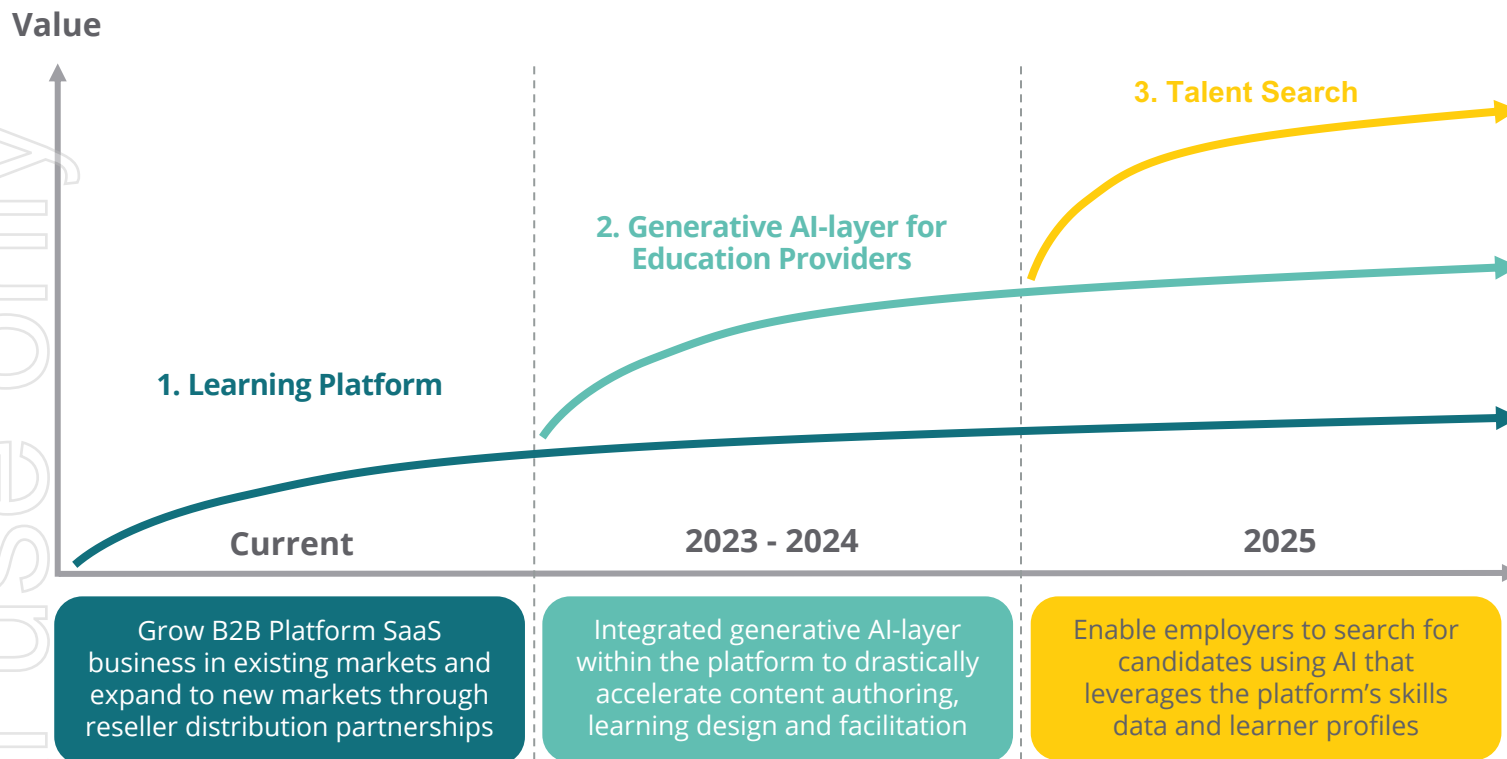 Value
3. Talent Search
2. Generative AI-layer for
Education Providers
1. Learning Platform
Current
2023 - 2024
2025
Grow B2B Platform SaaS
business in existing markets and
expand to new markets through
reseller distribution partnerships
Integrated generative AI-layer
within the platform to drastically
accelerate content authoring,
learning design and facilitation
Enable employers to search for
candidates using AI that
leverages the platform's skills
data and learner profiles
use only